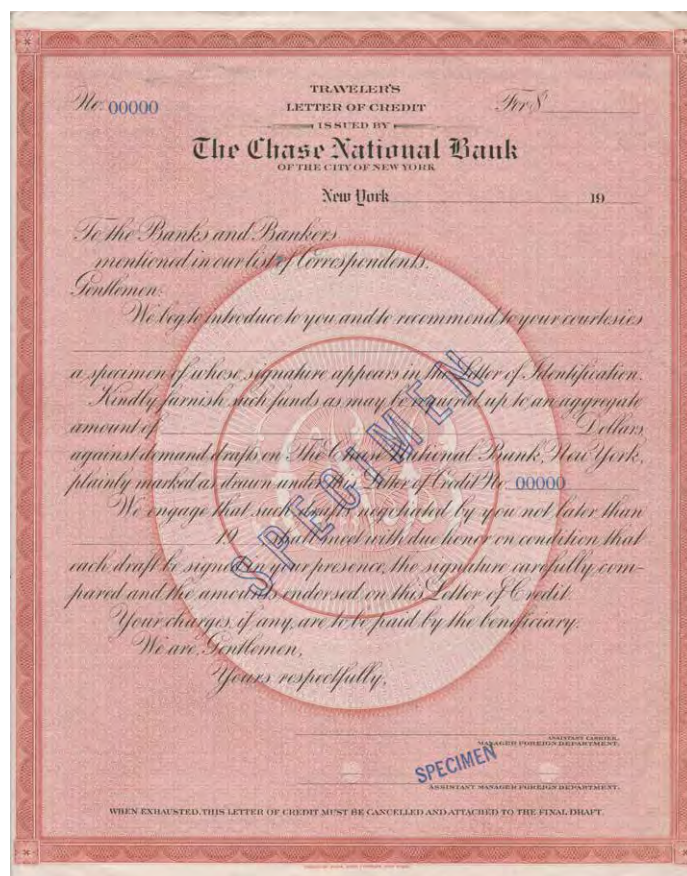 No. 00000
TRAVELER'S
LETTER OF CREDIT
For $
ISSUED BY
The Chase National Bank
OF THE CITY OF NEW YORK
New York 19
To the Banks and Bankers
mentioned in our list of Correspondents.
Gentlemen:
We beg to introduce to you and to recommend to your courtesies
a specimen of whose signature appears in the Letter of Identification.
Kindly furnish such funds as may be required up to an aggregate
amount of Dollars
against demand drafts on The Chase National Bank, New York,
plainly marked as drawn under the Letter of Credit No. 00000
We engage that such drafts negotiated by you not later than
19 shall meet with due honor on condition that
each draft be signed in your presence, the signature carefully com-
pared and the amounts endorsed on this Letter of Credit.
Your charges, if any, are to be paid by the beneficiary.
We are, Gentlemen,
Yours respectfully,
SPECIMEN
ASSISTANT CASHIER.
MANAGER FOREIGN DEPARTMENT.
SPECIMEN
ASSISTANT MANAGER FOREIGN DEPARTMENT.
WHEN EXHAUSTED, THIS LETTER OF CREDIT MUST BE CANCELLED AND ATTACHED TO THE FINAL DRAFT.